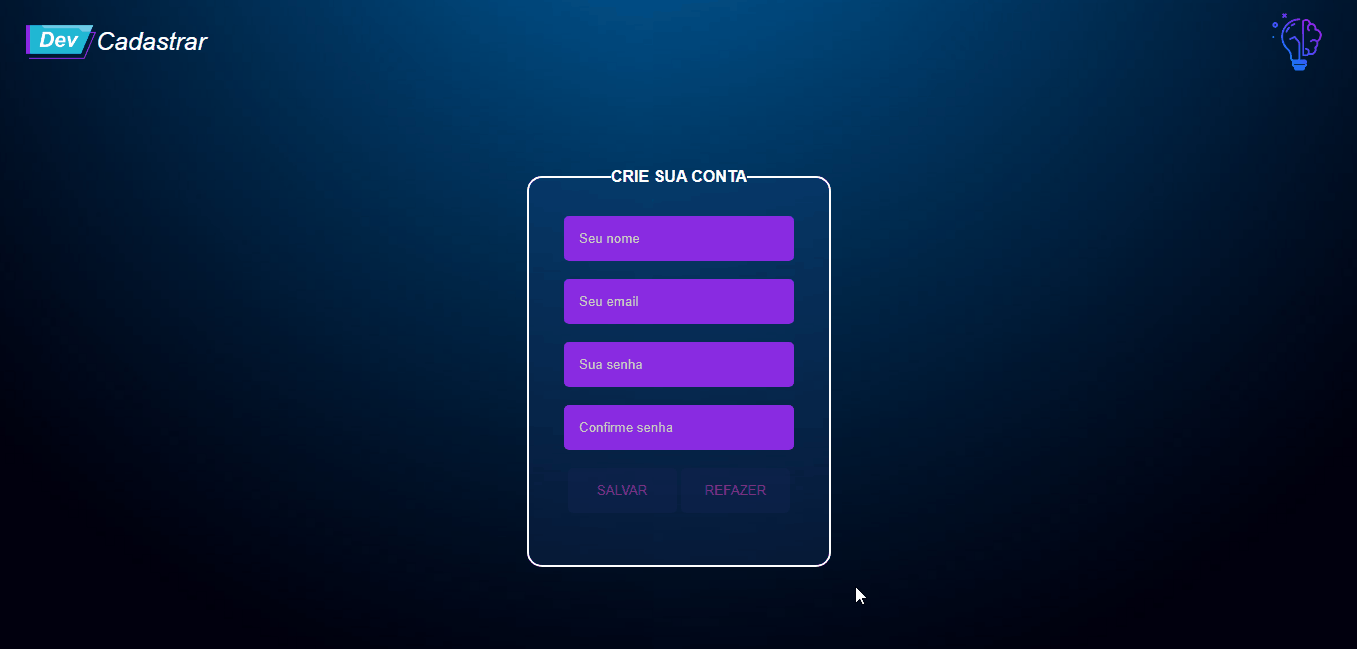 Dev Cadastrar
CRIE SUA CONTA
Seu nome
Seu email
Sua senha
Confirme senha
SALVAR REFAZER